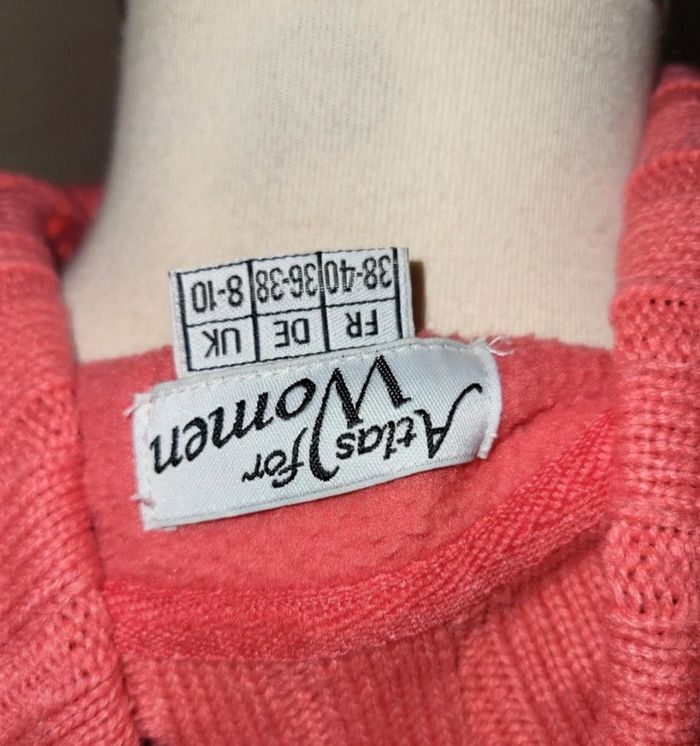 Atlas for
Women
FR DE UK
38-40 36-38 8-10